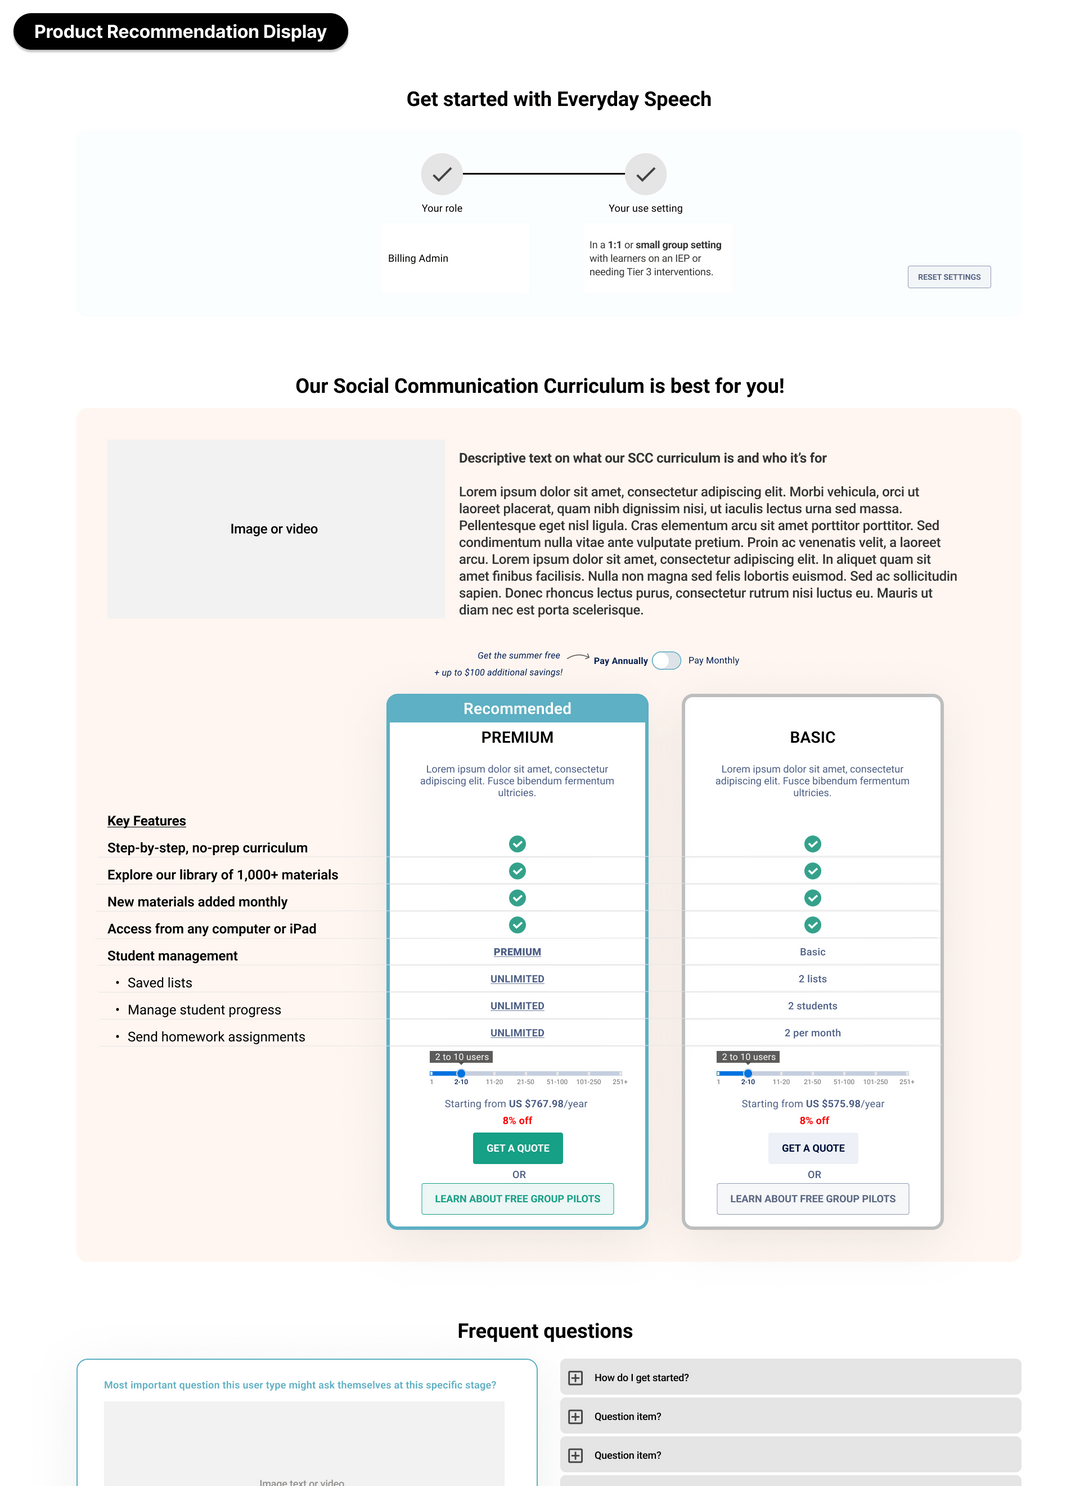 Product Recommendation Display
Get started with Everyday Speech
Your role
Your use setting
Billing Admin
In a 1:1 or small group setting
with learners on an IEP or
needing Tier 3 interventions.
RESET SETTINGS
Our Social Communication Curriculum is best for you!
Image or video
Descriptive text on what our SCC curriculum is and who it's for
Lorem ipsum dolor sit amet, consectetur adipiscing elit. Morbi vehicula, orci ut
laoreet placerat, quam nibh dignissim nisi, ut iaculis lectus urna sed massa.
Pellentesque eget nisl ligula. Cras elementum arcu sit amet porttitor porttitor. Sed
condimentum nulla vitae ante vulputate pretium. Proin ac venenatis velit, a laoreet
arcu. Lorem ipsum dolor sit amet, consectetur adipiscing elit. In aliquet quam sit
amet finibus facilisis. Nulla non magna sed felis lobortis euismod. Sed ac sollicitudin
sapien. Donec rhoncus lectus purus, consectetur rutrum nisi luctus eu. Mauris ut
diam nec est porta scelerisque.
Get the summer free
+ up to $100 additional savings!
Pay Annually
Pay Monthly
Recommended
PREMIUM
Lorem ipsum dolor sit amet, consectetur
adipiscing elit. Fusce bibendum fermentum
ultricies.
BASIC
Lorem ipsum dolor sit amet, consectetur
adipiscing elit. Fusce bibendum fermentum
ultricies.
Key Features
Step-by-step, no-prep curriculum
Explore our library of 1,000+ materials
New materials added monthly
Access from any computer or iPad
Student management
PREMIUM
Basic
• Saved lists
UNLIMITED
2 lists
• Manage student progress
UNLIMITED
2 students
• Send homework assignments
UNLIMITED
2 per month
2 to 10 users
1 2-10 11-20 21-50 51-100 101-250 251+
Starting from US $767.98/year
8% off
GET A QUOTE
OR
LEARN ABOUT FREE GROUP PILOTS
2 to 10 users
1 2-10 11-20 21-50 51-100 101-250 251+
Starting from US $575.98/year
8% off
GET A QUOTE
OR
LEARN ABOUT FREE GROUP PILOTS
Frequent questions
Most important question this user type might ask themselves at this specific stage?
Image text or video
How do I get started?
Question item?
Question item?